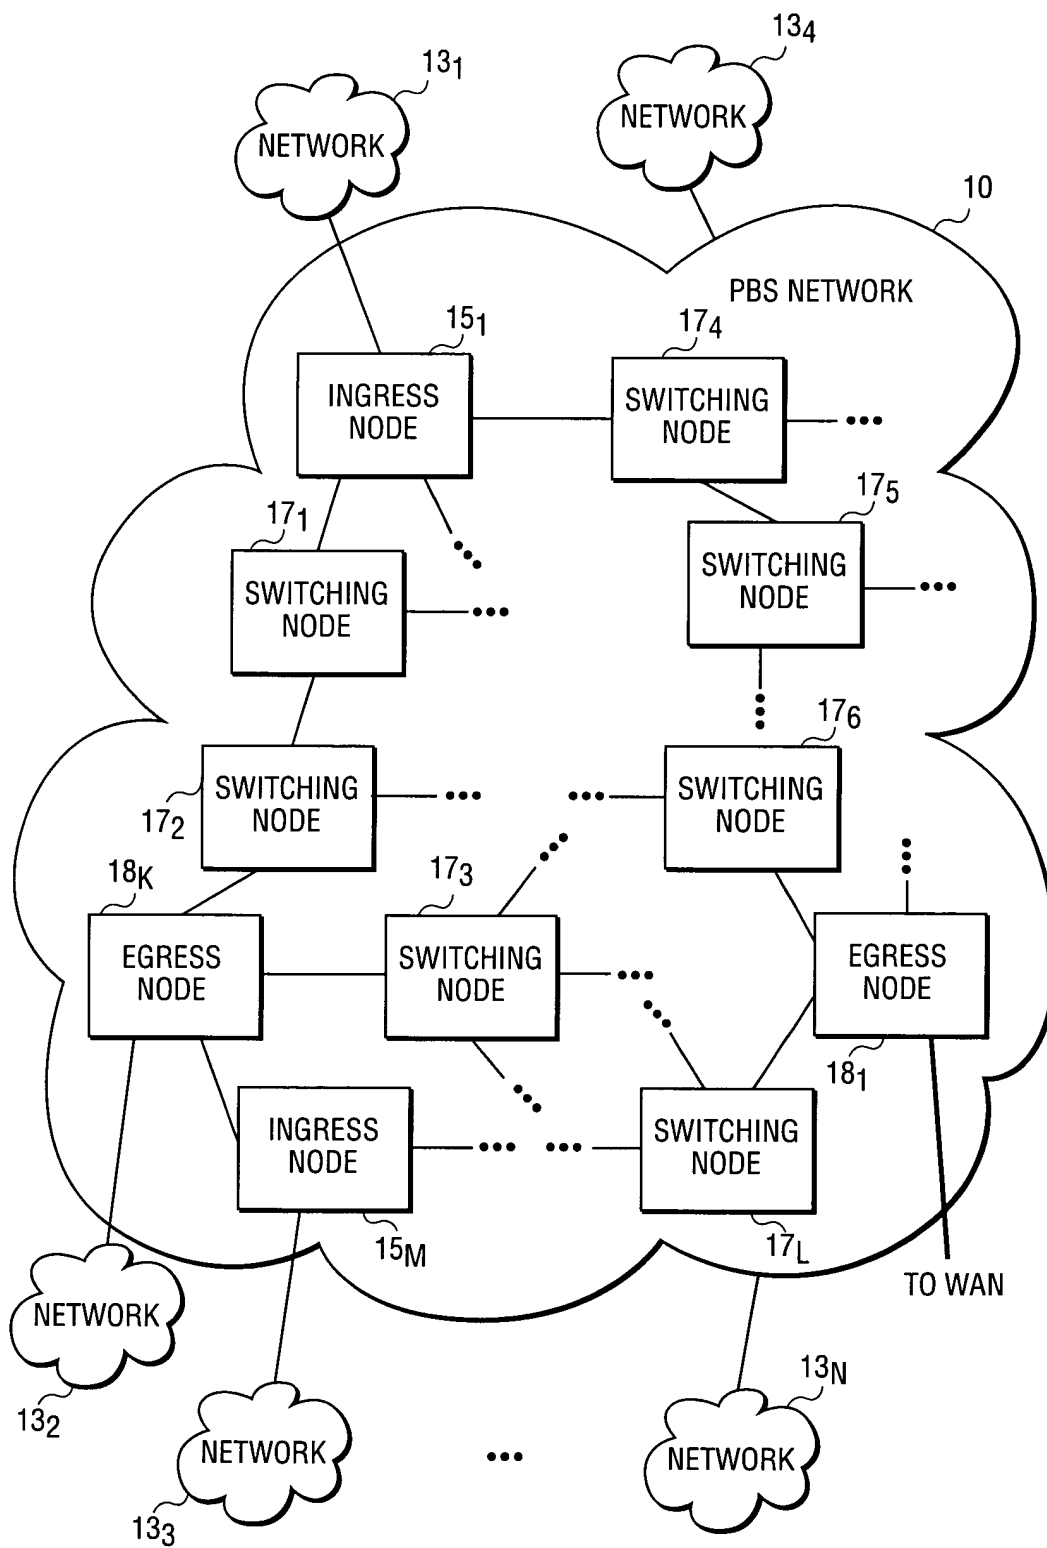 13₄
13₁
NETWORK
NETWORK
10
PBS NETWORK
15₁
17₄
INGRESS
NODE
SWITCHING
NODE
17₅
17₁
SWITCHING
NODE
SWITCHING
NODE
17₆
SWITCHING
NODE
SWITCHING
NODE
17₂
18K
17₃
EGRESS
NODE
SWITCHING
NODE
EGRESS
NODE
18₁
INGRESS
NODE
SWITCHING
NODE
15M
17L
TO WAN
NETWORK
13₂
13N
NETWORK
NETWORK
13₃